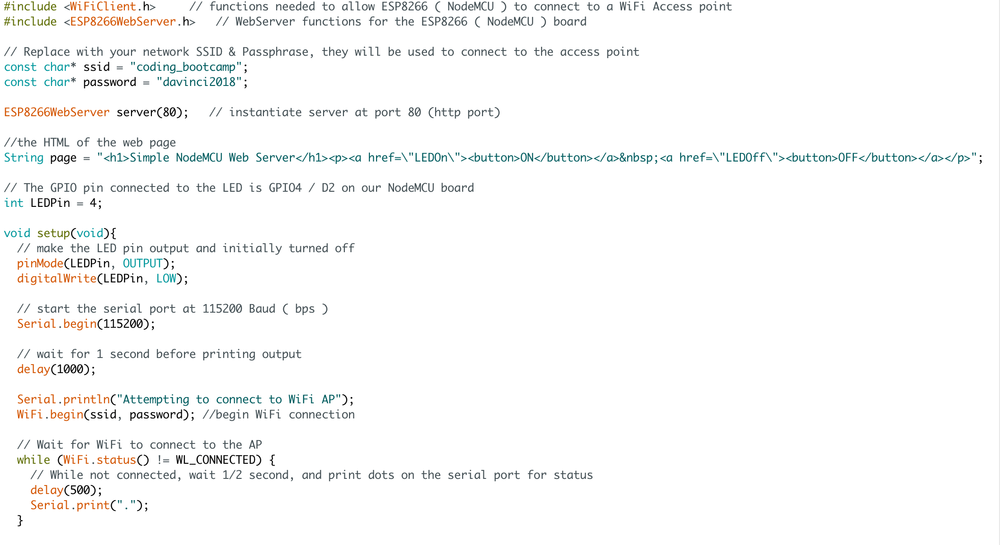 #include <WiFiClient.h>     // functions needed to allow ESP8266 ( NodeMCU ) to connect to a WiFi Access point
#include <ESP8266WebServer.h>   // WebServer functions for the ESP8266 ( NodeMCU ) board

// Replace with your network SSID & Passphrase, they will be used to connect to the access point
const char* ssid = "coding_bootcamp";
const char* password = "davinci2018";

ESP8266WebServer server(80);   // instantiate server at port 80 (http port)

//the HTML of the web page
String page = "<h1>Simple NodeMCU Web Server</h1><p><a href=\"LEDOn\"><button>ON</button></a>&nbsp;<a href=\"LEDOff\"><button>OFF</button></a></p>";

// The GPIO pin connected to the LED is GPIO4 / D2 on our NodeMCU board
int LEDPin = 4;

void setup(void){
  // make the LED pin output and initially turned off
  pinMode(LEDPin, OUTPUT);
  digitalWrite(LEDPin, LOW);

  // start the serial port at 115200 Baud ( bps )
  Serial.begin(115200);

  // wait for 1 second before printing output
  delay(1000);

  Serial.println("Attempting to connect to WiFi AP");
  WiFi.begin(ssid, password); //begin WiFi connection

  // Wait for WiFi to connect to the AP
  while (WiFi.status() != WL_CONNECTED) {
    // While not connected, wait 1/2 second, and print dots on the serial port for status
    delay(500);
    Serial.print(".");
  }